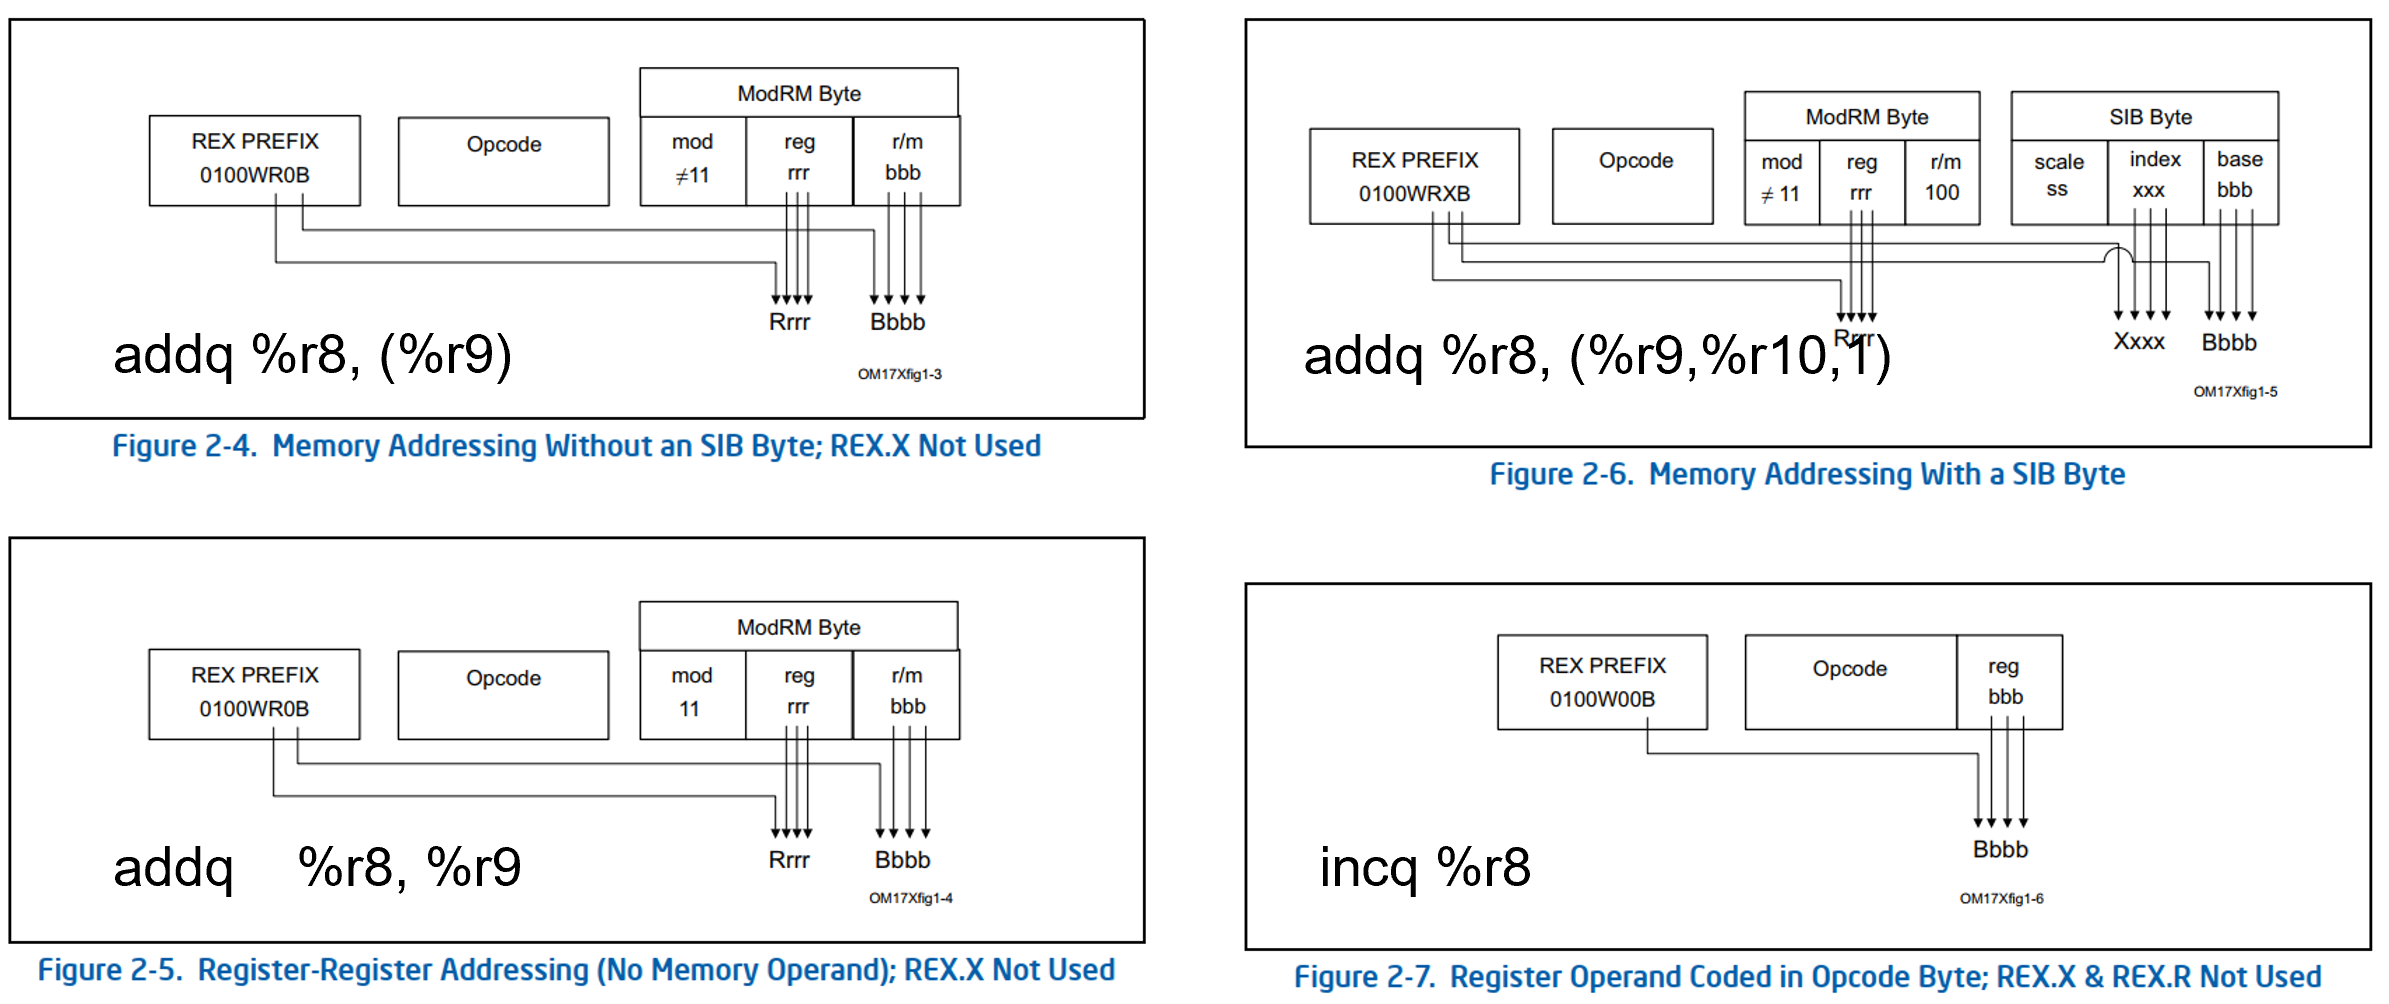 ModRM Byte
REX PREFIX
0100WR0B
Opcode
mod
≠11
reg
rrr
r/m
bbb
Rrrr
Bbbb
addq %r8, (%r9)
OM17Xfig1-3
Figure 2-4. Memory Addressing Without an SIB Byte; REX.X Not Used
ModRM Byte
SIB Byte
REX PREFIX
0100WRXB
Opcode
mod
≠ 11
reg
rrr
r/m
100
scale
ss
index
xxx
base
bbb
Rrrr
Xxxx
Bbbb
addq %r8, (%r9,%r10,1)
OM17Xfig1-5
Figure 2-6. Memory Addressing With a SIB Byte
ModRM Byte
REX PREFIX
0100WR0B
Opcode
mod
11
reg
rrr
r/m
bbb
Rrrr
Bbbb
addq %r8, %r9
OM17Xfig1-4
Figure 2-5. Register-Register Addressing (No Memory Operand); REX.X Not Used
REX PREFIX
0100W00B
Opcode
reg
bbb
Bbbb
incq %r8
OM17Xfig1-6
Figure 2-7. Register Operand Coded in Opcode Byte; REX.X & REX.R Not Used